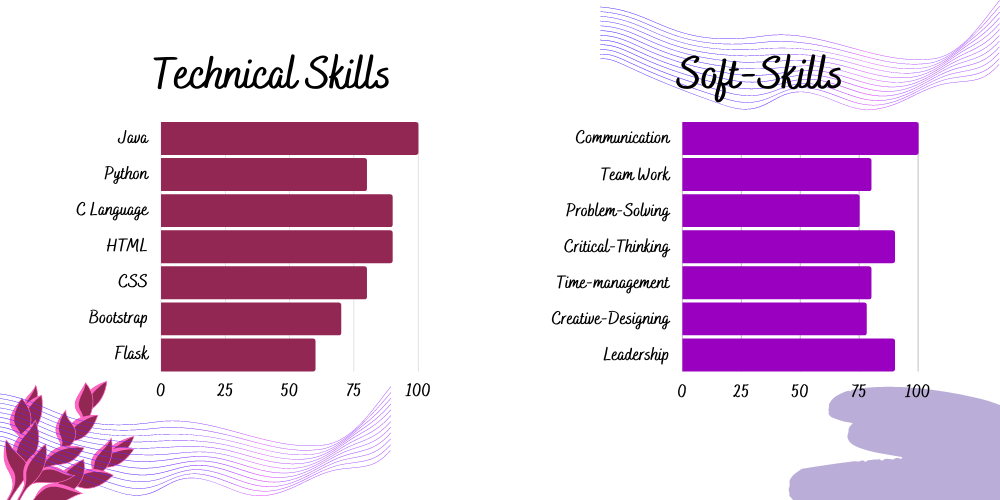 Technical Skills
Java
Python
C Language
HTML
CSS
Bootstrap
Flask
0 25 50 75 100
Soft-Skills
Communication
Team Work
Problem-Solving
Critical-Thinking
Time-management
Creative-Designing
Leadership
0 25 50 75 100